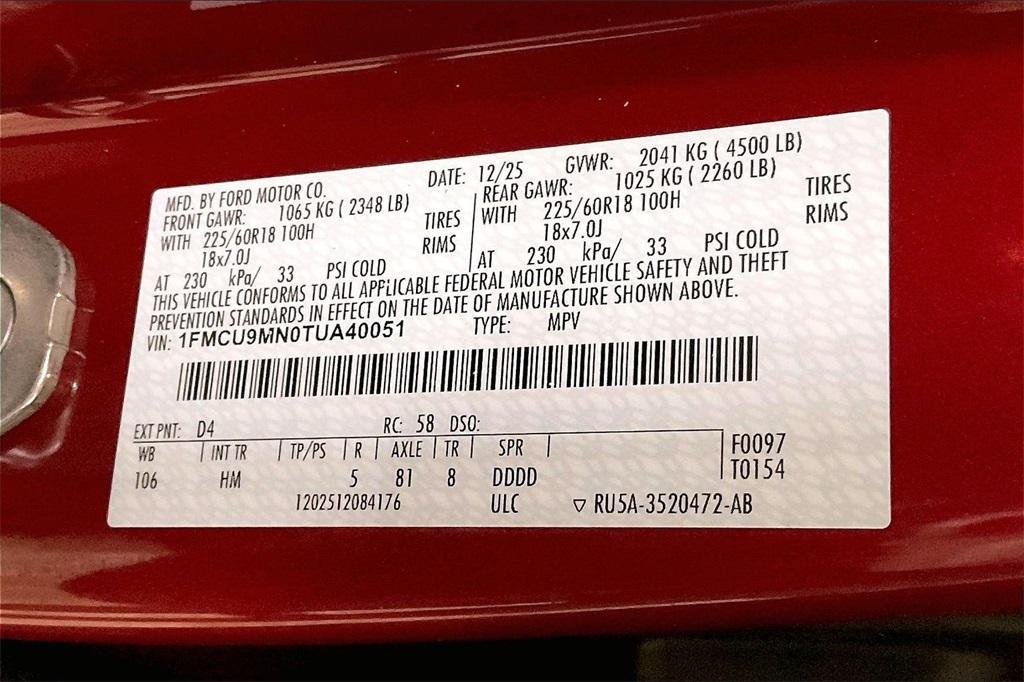 MFD. BY FORD MOTOR CO. DATE: 12/25 GVWR: 2041 KG ( 4500 LB)
FRONT GAWR: 1065 KG ( 2348 LB) REAR GAWR: 1025 KG ( 2260 LB)
WITH 225/60R18 100H TIRES WITH 225/60R18 100H TIRES
18x7.0J RIMS 18x7.0J RIMS
AT 230 kPa/ 33 PSI COLD AT 230 kPa/ 33 PSI COLD
THIS VEHICLE CONFORMS TO ALL APPLICABLE FEDERAL MOTOR VEHICLE SAFETY AND THEFT
PREVENTION STANDARDS IN EFFECT ON THE DATE OF MANUFACTURE SHOWN ABOVE.
VIN: 1FMCU9MN0TUA40051 TYPE: MPV
EXT PNT: D4 RC: 58 DSO:
WB INT TR TP/PS R AXLE TR SPR F0097
106 HM 5 81 8 DDDD T0154
1202512084176 ULC ▽ RU5A-3520472-AB